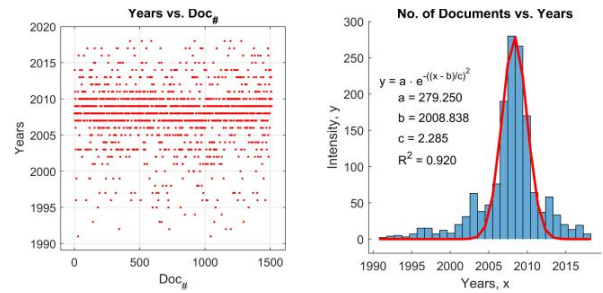 Years vs. Doc#
2020
2015
2010
2005
2000
1995
1990
Years
0
500
1000
1500
Doc#
No. of Documents vs. Years
300
250
200
150
100
50
0
Intensity, y
y = a · e^-((x - b)/c)^2
a = 279.250
b = 2008.838
c = 2.285
R^2 = 0.920
1990
1995
2000
2005
2010
2015
Years, x